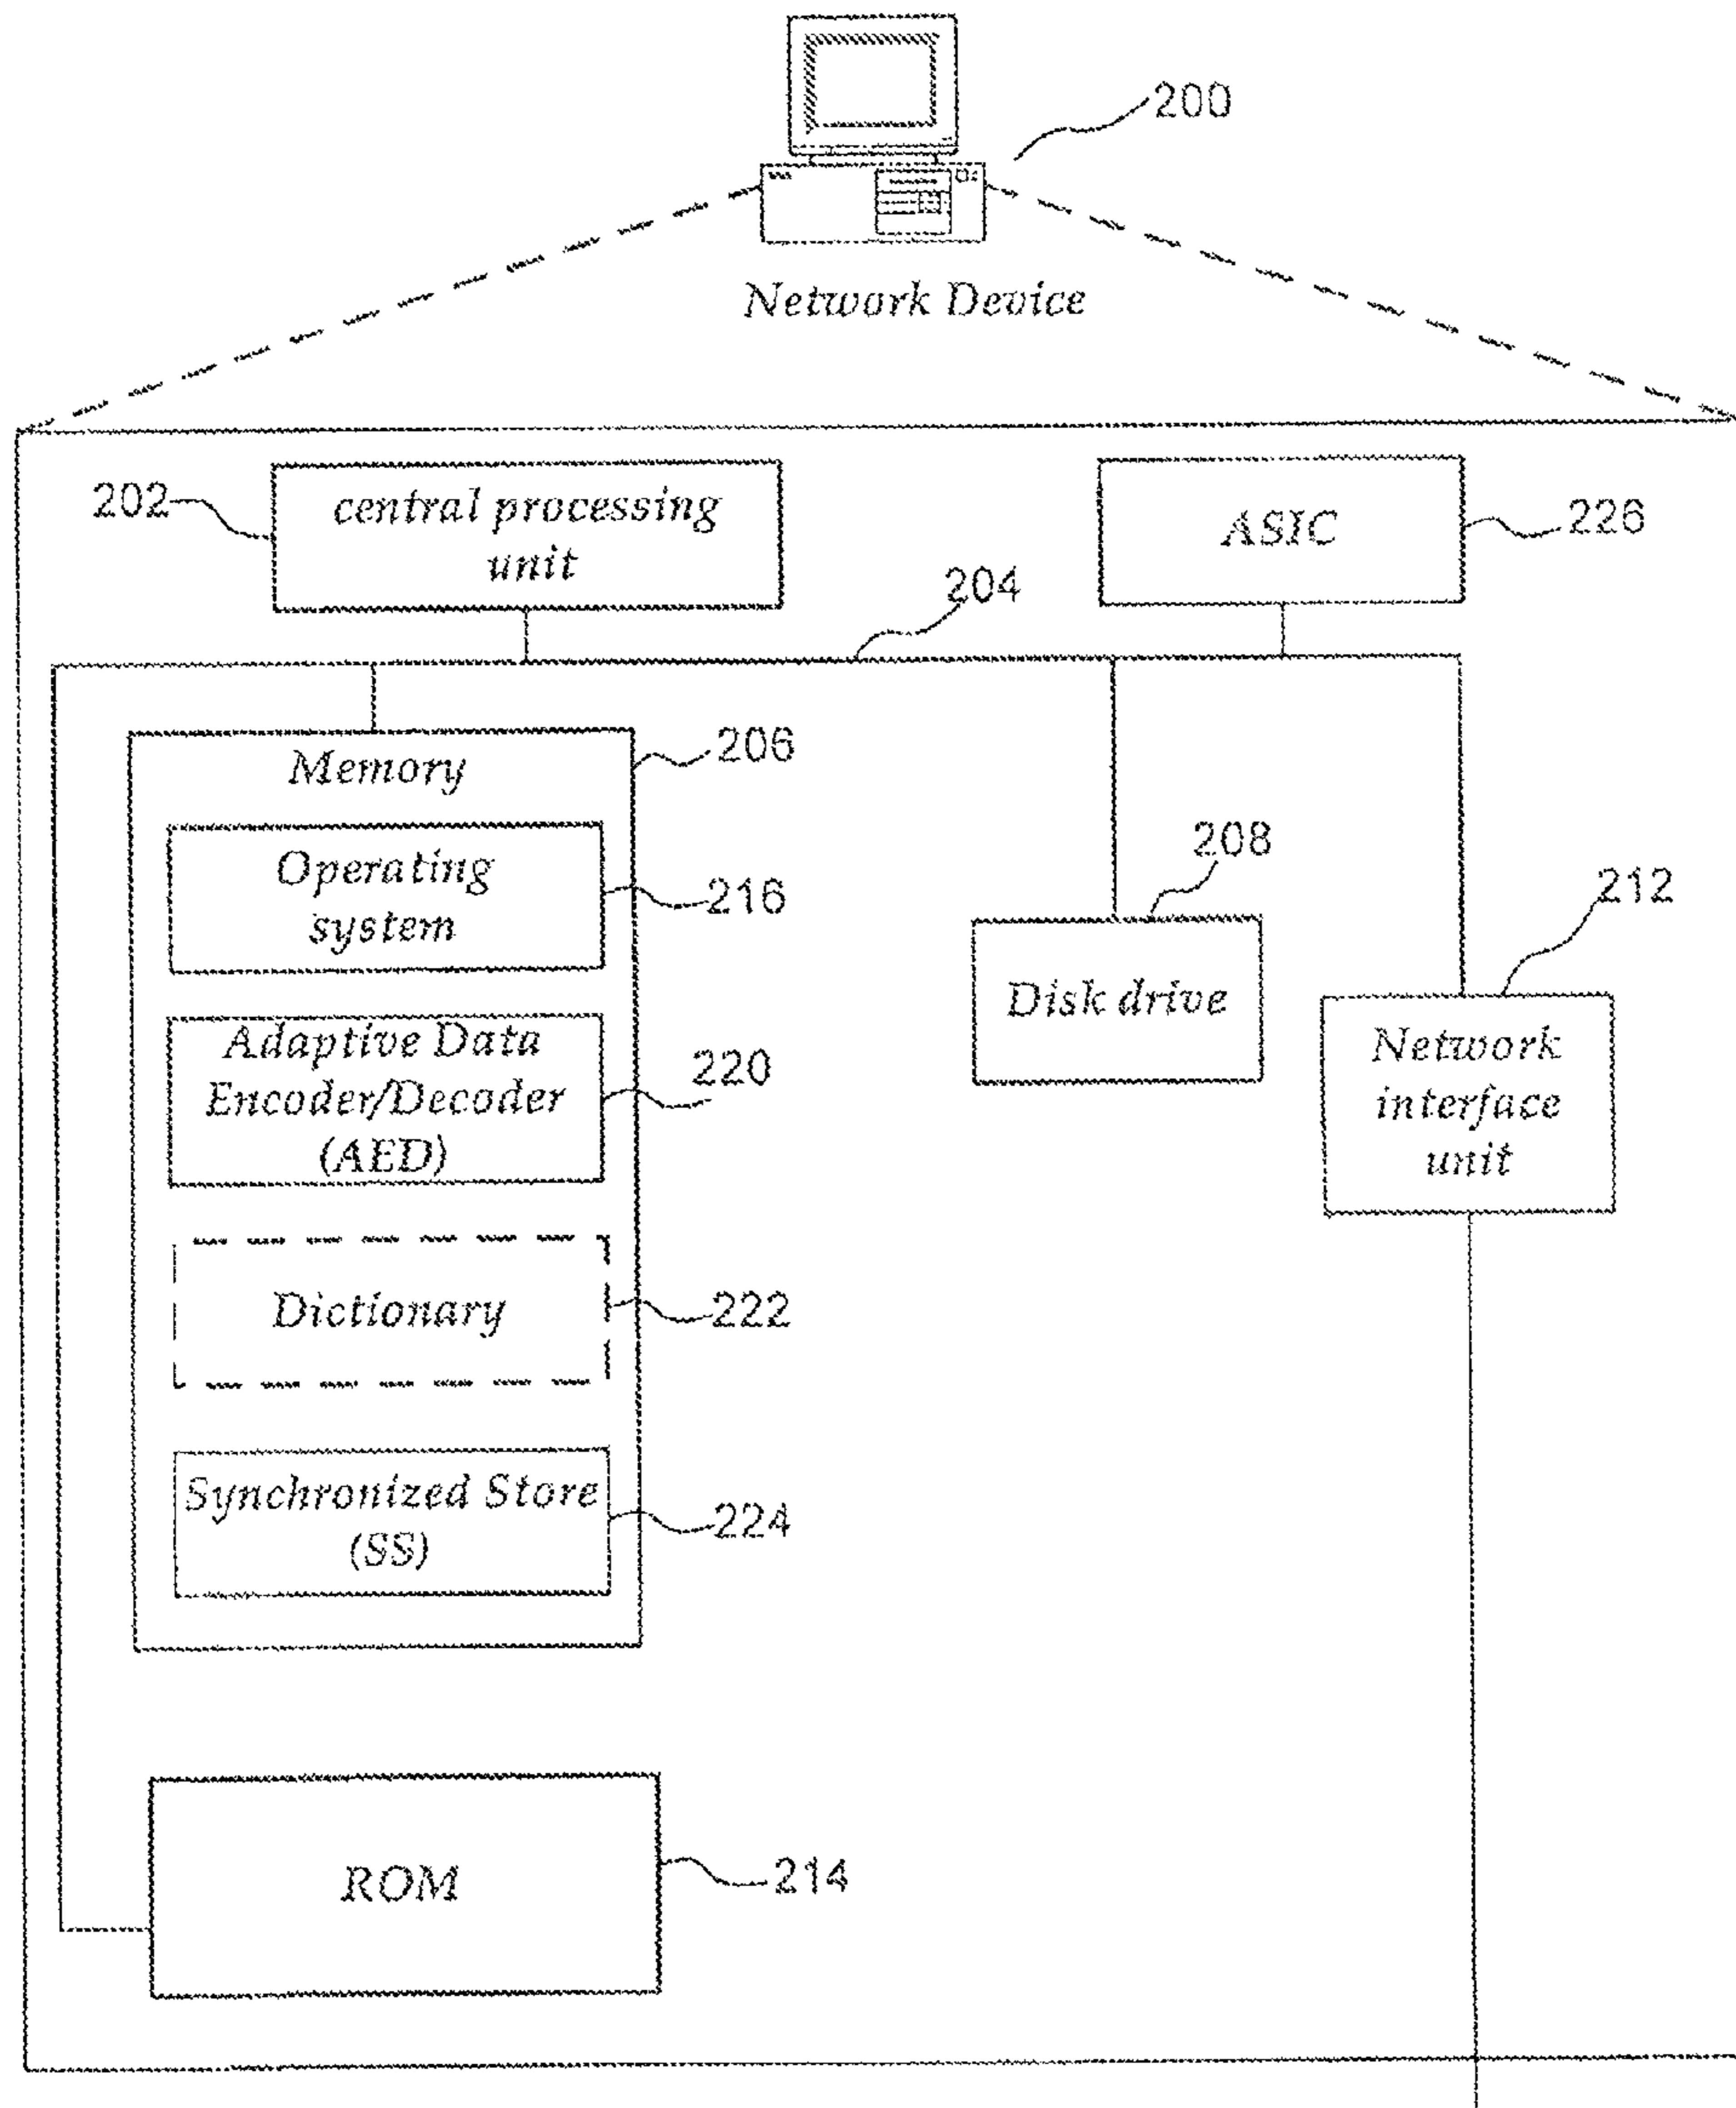 200
Network Device
202
central processing
unit
ASIC
226
204
Memory
206
Operating
system
216
208
212
Disk drive
Network
interface
unit
Adaptive Data
Encoder/Decoder
(AED)
220
Dictionary
222
Synchronized Store
(SS)
224
ROM
214